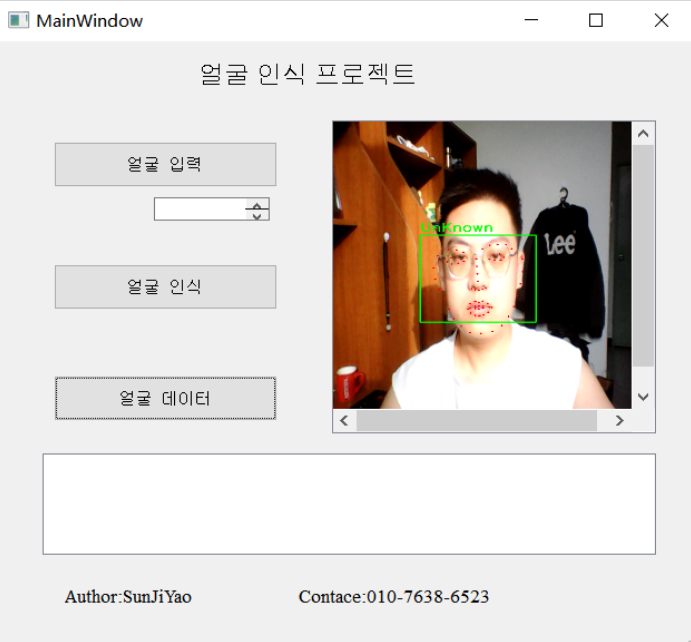 MainWindow
얼굴 인식 프로젝트
얼굴 입력
얼굴 인식
얼굴 데이터
UnKnown
Lee
Author:SunJiYao
Contace:010-7638-6523